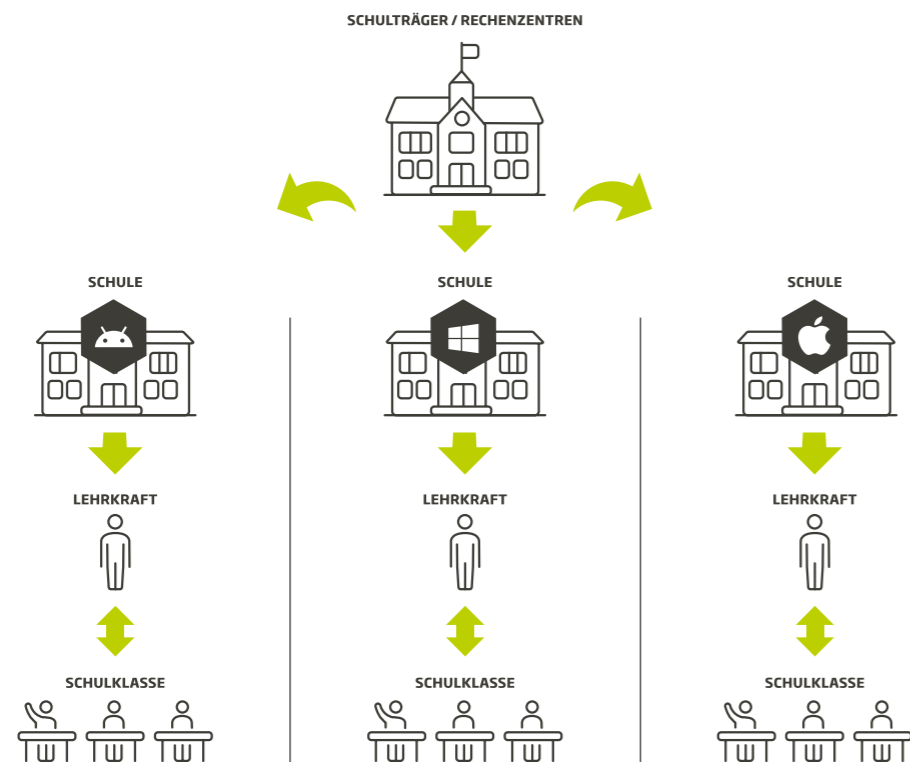 SCHULTRÄGER / RECHENZENTREN
SCHULE
SCHULE
SCHULE
LEHRKRAFT
LEHRKRAFT
LEHRKRAFT
SCHULKLASSE
SCHULKLASSE
SCHULKLASSE